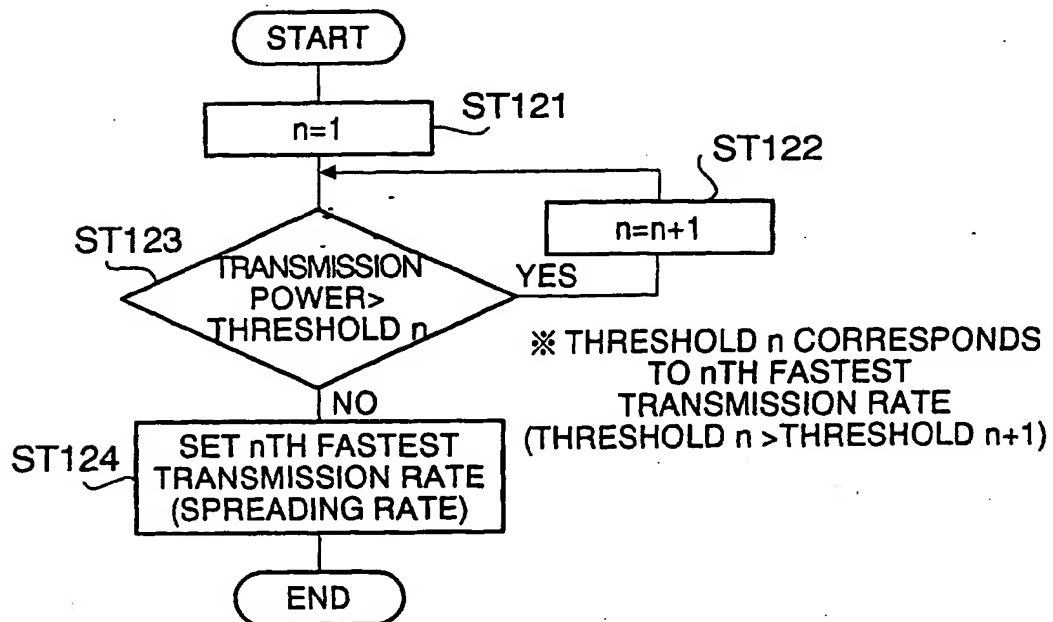 START
ST121
n=1
ST122
n=n+1
ST123
TRANSMISSION
POWER>
THRESHOLD n
YES
※ THRESHOLD n CORRESPONDS
TO nTH FASTEST
TRANSMISSION RATE
(THRESHOLD n >THRESHOLD n+1)
NO
ST124
SET nTH FASTEST
TRANSMISSION RATE
(SPREADING RATE)
END